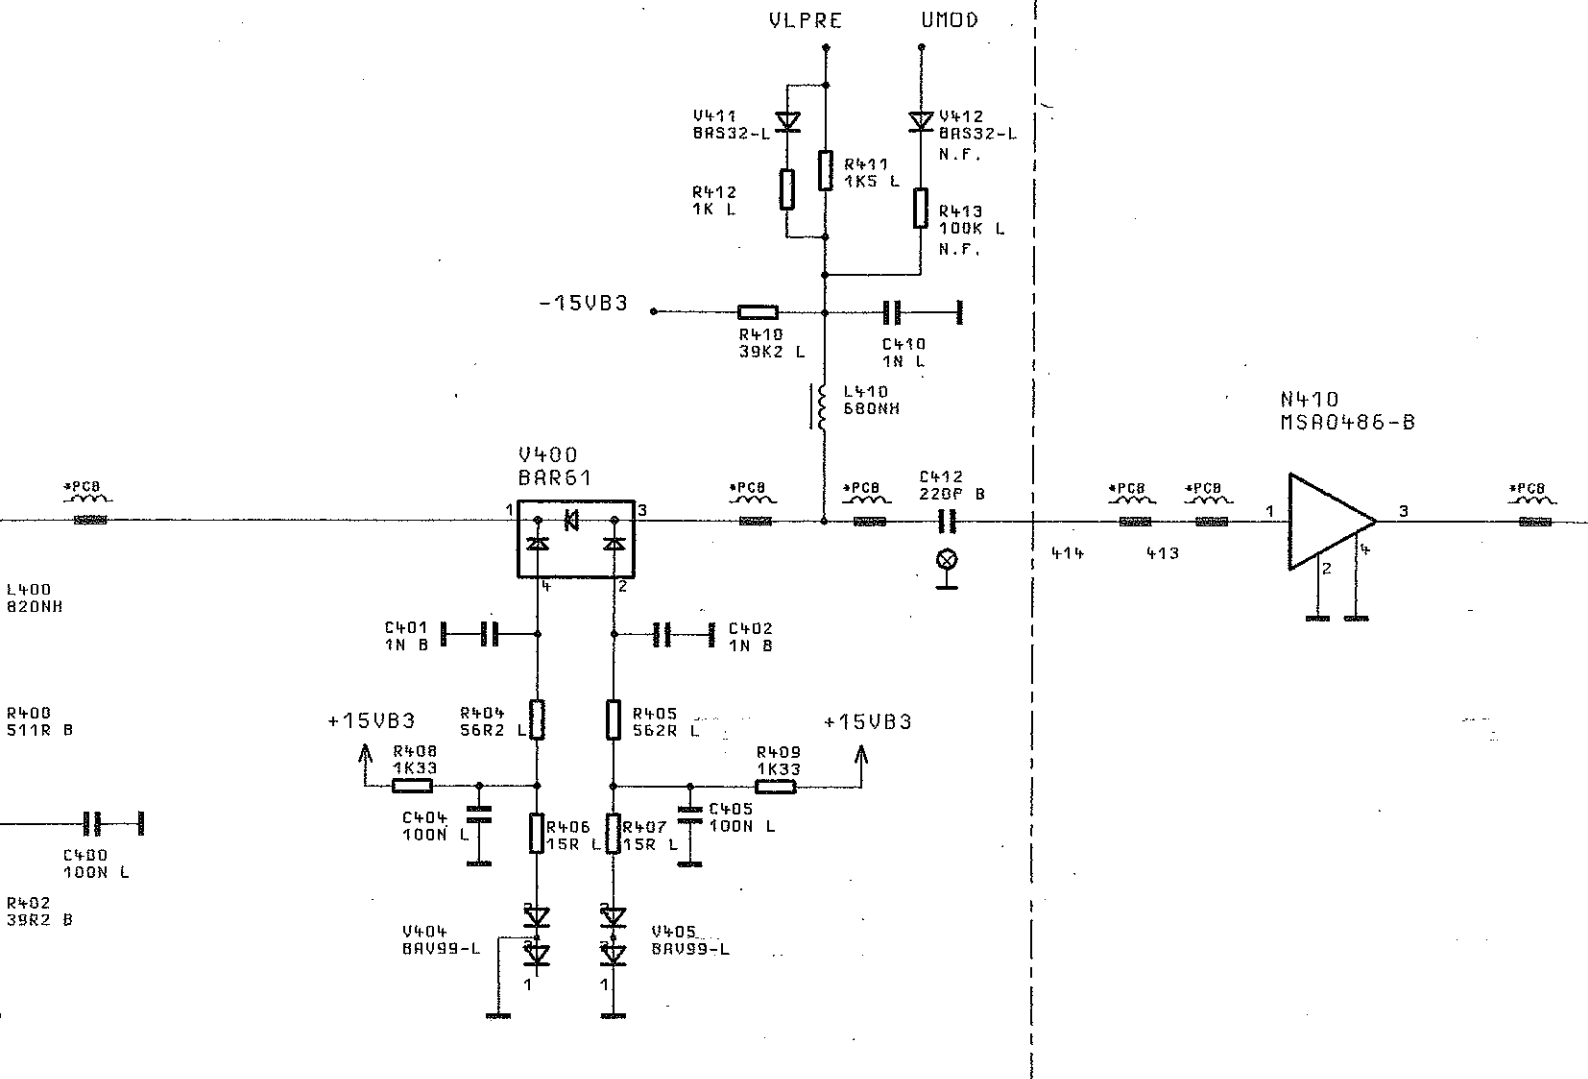 VLPRE
UMOD
V411
BAS32-L
V412
BAS32-L
N.F.
R411
1K5 L
R412
1K L
R413
100K L
N.F.
-15VB3
R410
39K2 L
C410
1N L
L410
680NH
N410
MSA0486-B
V400
BAR61
*PCB
*PCB
*PCB
C412
220P B
*PCB
*PCB
*PCB
1
3
1
3
414
413
4
2
4
2
L400
820NH
C401
1N B
C402
1N B
R400
511R B
+15VB3
R404
56R2 L
R405
562R L
+15VB3
R408
1K33
R409
1K33
C404
100N L
R406
15R L
R407
15R L
C405
100N L
C400
100N L
R402
39R2 B
2
2
V404
BAV99-L
3
3
V405
BAV99-L
1
1